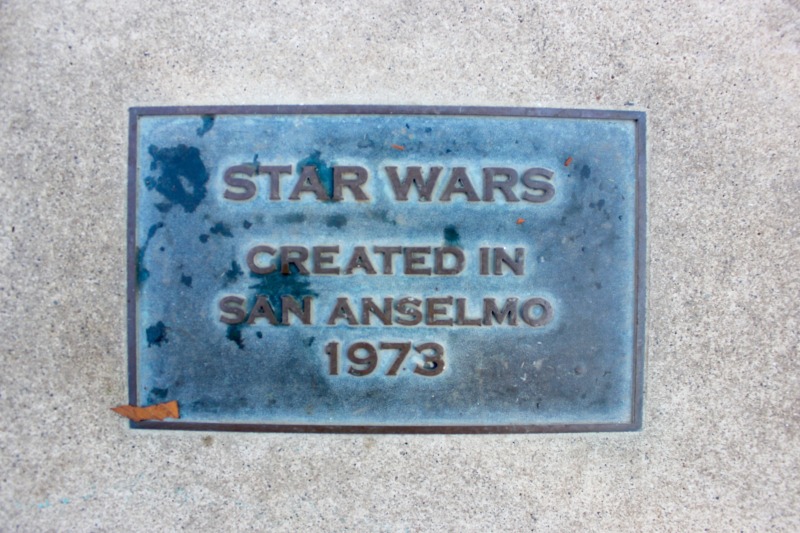 STAR WARS
CREATED IN
SAN ANSELMO
1973